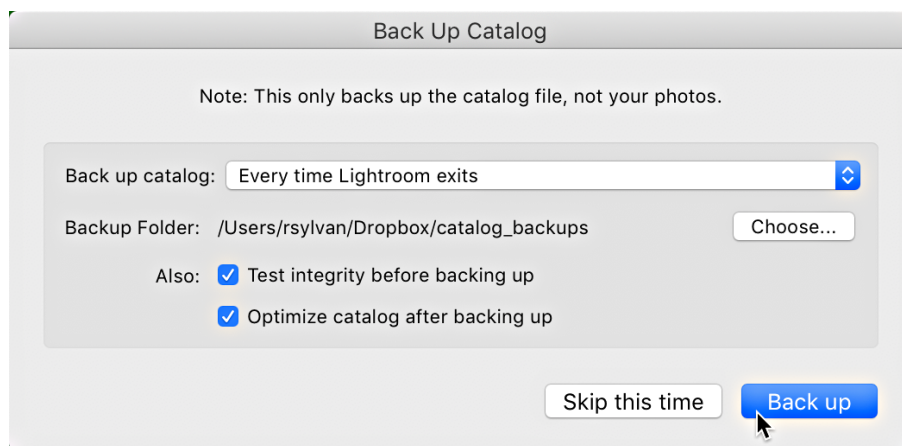 Back Up Catalog
Note: This only backs up the catalog file, not your photos.
Back up catalog: Every time Lightroom exits
Backup Folder: /Users/rsylvan/Dropbox/catalog_backups Choose...
Also: Test integrity before backing up
Optimize catalog after backing up
Skip this time Back up